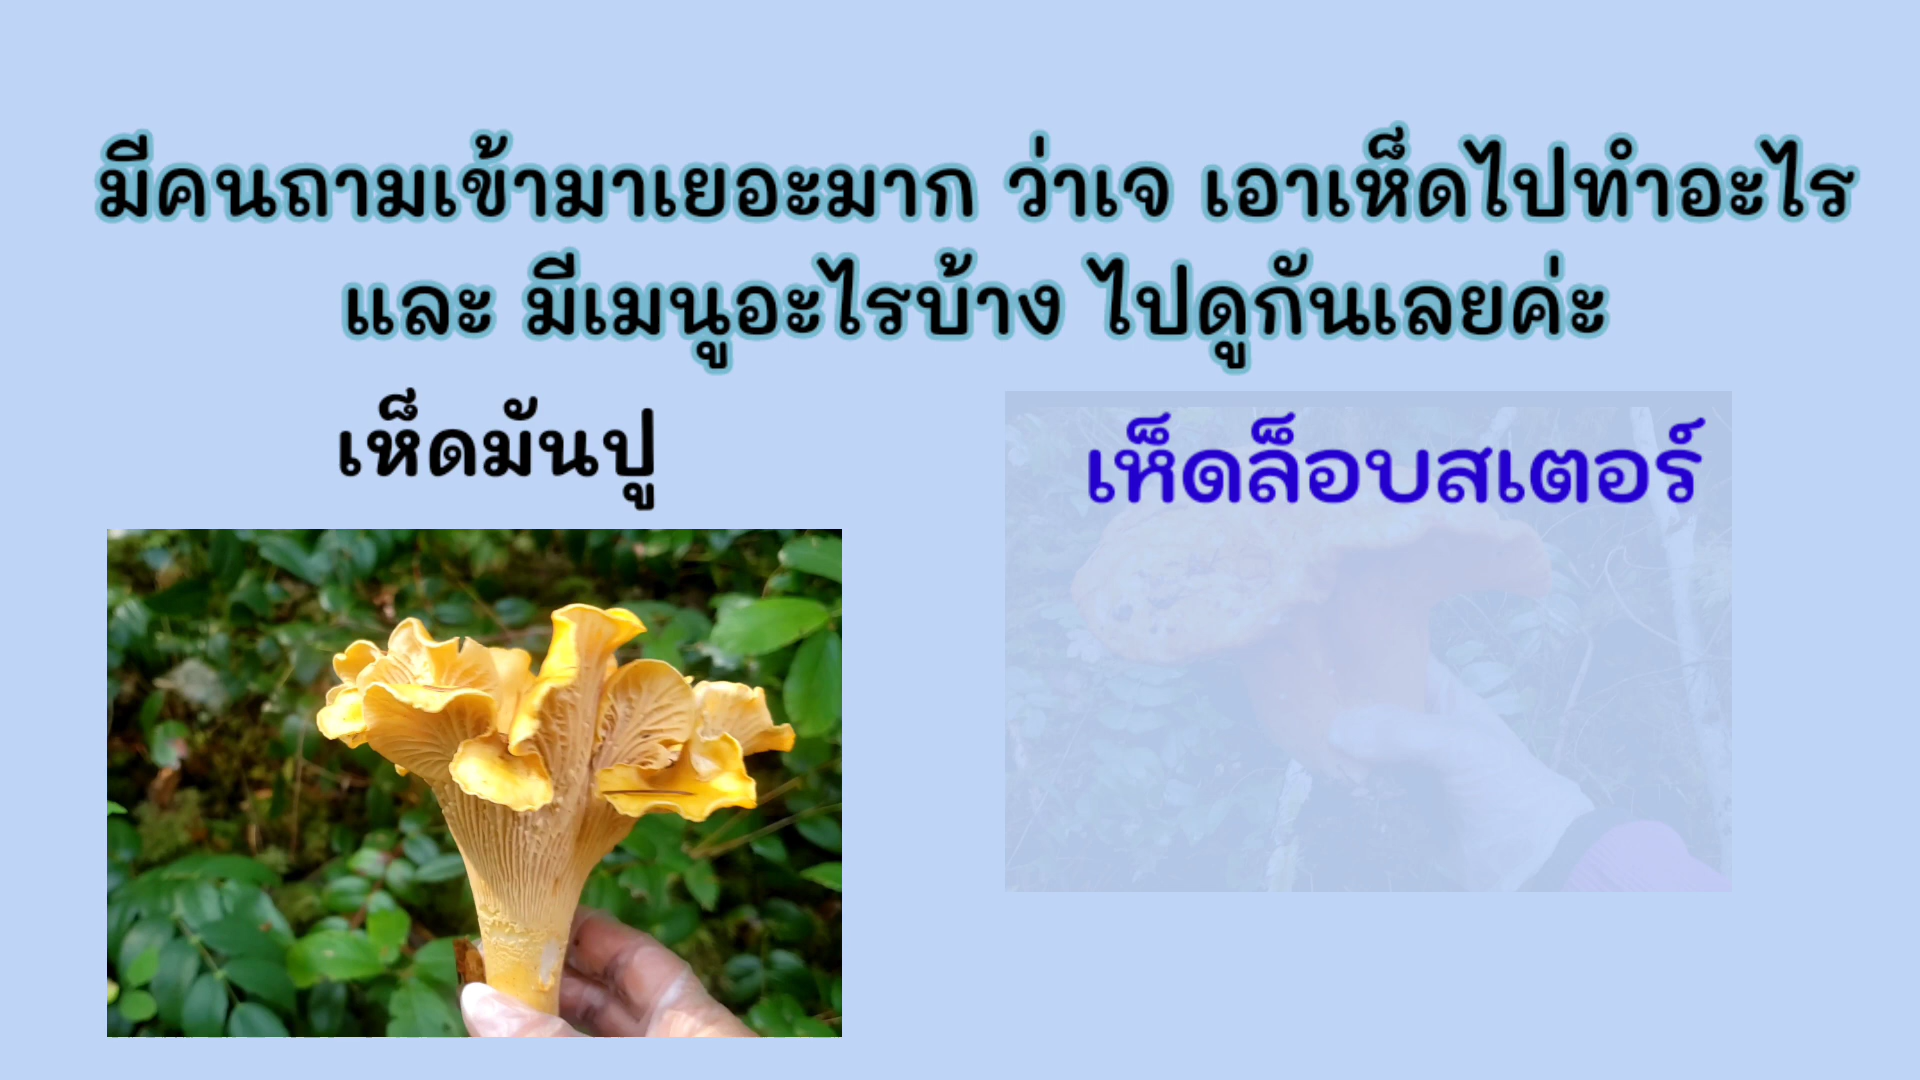 มีคนถามเข้ามาเยอะมาก ว่าเจ เอาเห็ดไปทำอะไร
และ มีเมนูอะไรบ้าง ไปดูกันเลยค่ะ
เห็ดมันปู
เห็ดล็อบสเตอร์